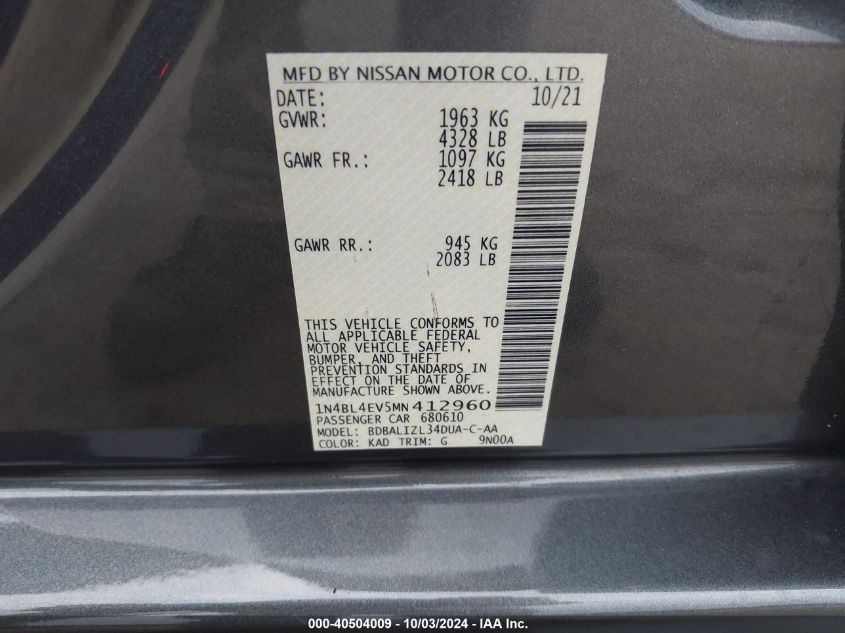 MFD BY NISSAN MOTOR CO., LTD.
DATE: 10/21
GVWR: 1963 KG
4328 LB
GAWR FR.: 1097 KG
2418 LB
GAWR RR.: 945 KG
2083 LB
THIS VEHICLE CONFORMS TO
ALL APPLICABLE FEDERAL
MOTOR VEHICLE SAFETY,
BUMPER, AND THEFT
PREVENTION STANDARDS IN
EFFECT ON THE DATE OF
MANUFACTURE SHOWN ABOVE.
1N4BL4EV5MN412960
PASSENGER CAR 680610
MODEL: BDBALIZL34DUA-C-AA
COLOR: KAD TRIM: G 9N00A
000-40504009 - 10/03/2024 - IAA Inc.